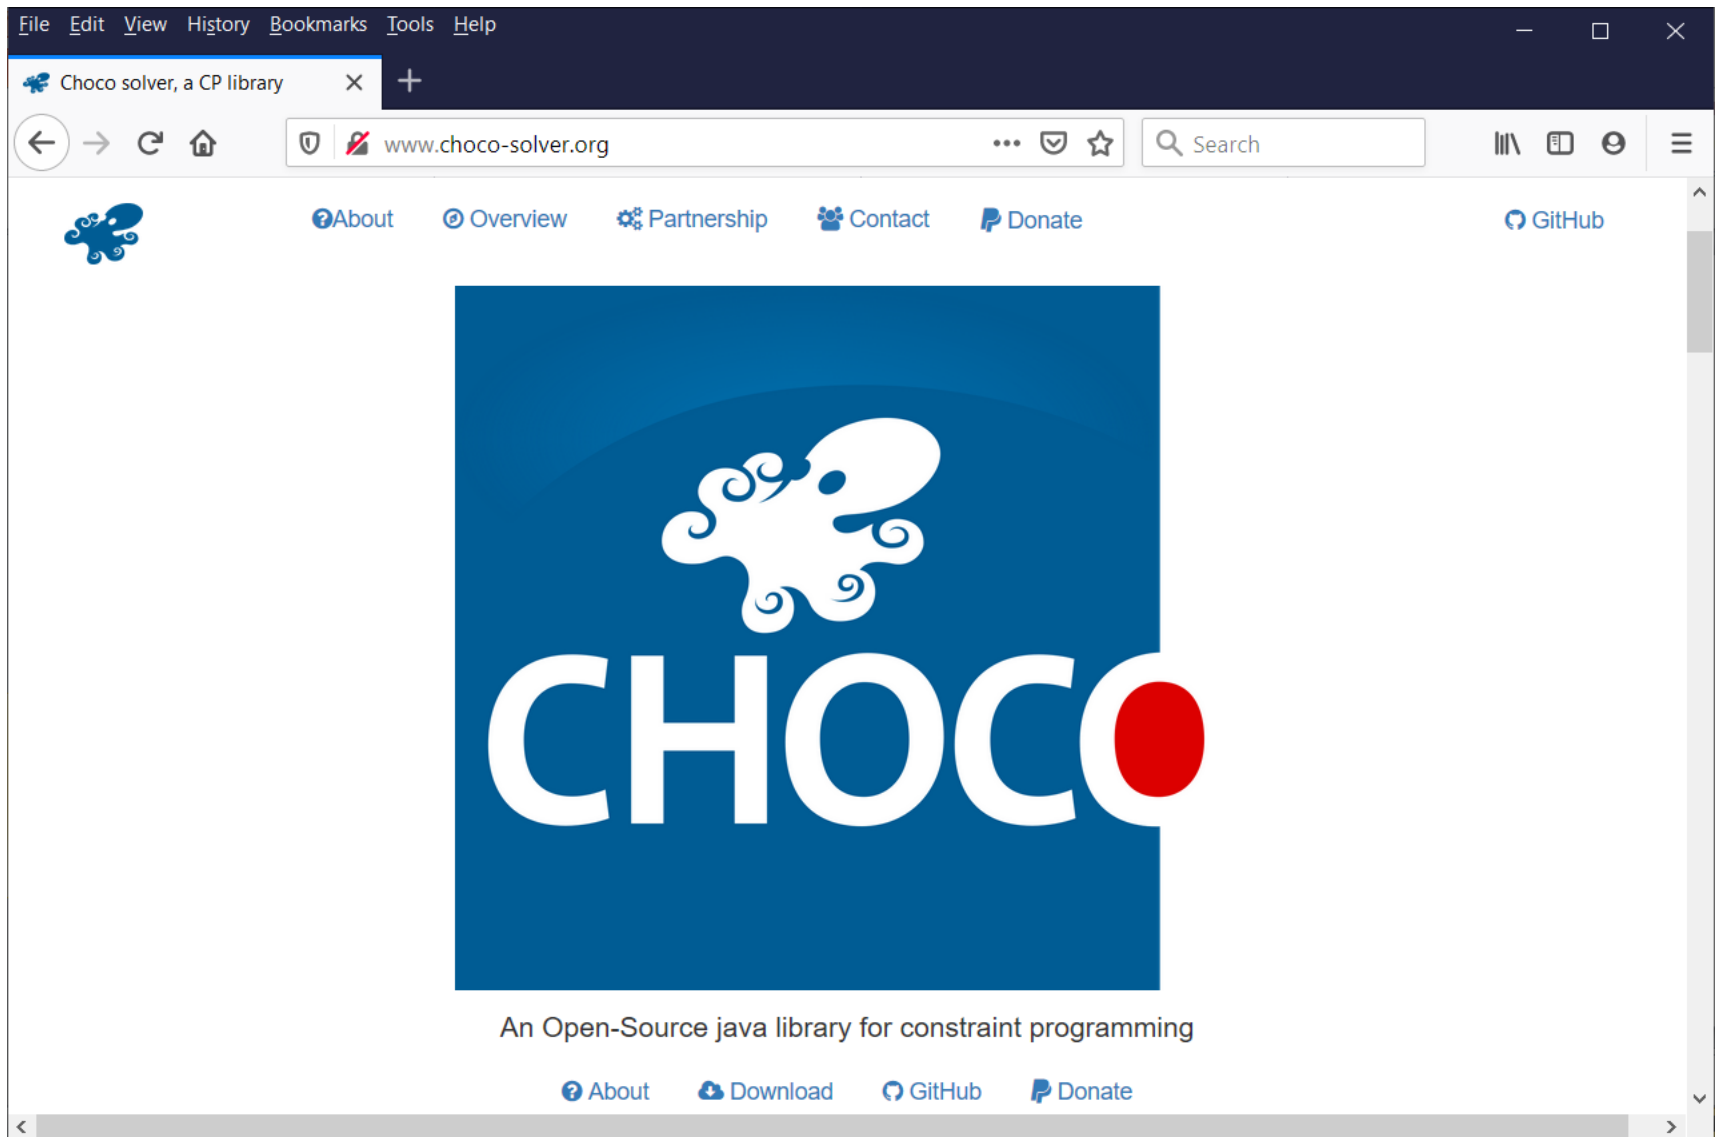 File Edit View History Bookmarks Tools Help
Choco solver, a CP library
www.choco-solver.org
Search
About Overview Partnership Contact Donate GitHub
CHOCO
An Open-Source java library for constraint programming
About Download GitHub Donate